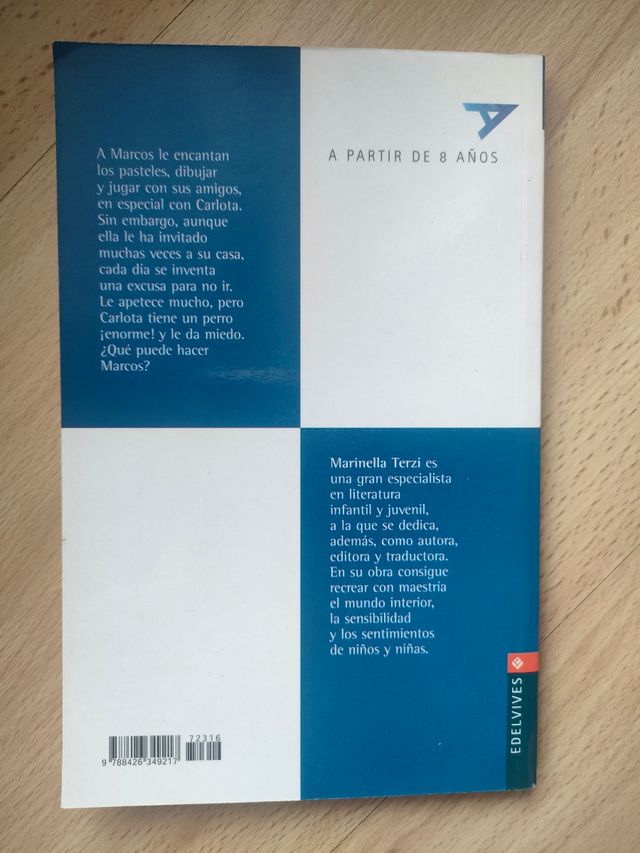 A Marcos le encantan
los pasteles, dibujar
y jugar con sus amigos,
en especial con Carlota.
Sin embargo, aunque
ella le ha invitado
muchas veces a su casa,
cada día se inventa
una excusa para no ir.
Le apetece mucho, pero
Carlota tiene un perro
¡enorme! y le da miedo.
¿Qué puede hacer
Marcos?
A PARTIR DE 8 AÑOS
Marinella Terzi es
una gran especialista
en literatura
infantil y juvenil,
a la que se dedica,
además, como autora,
editora y traductora.
En su obra consigue
recrear con maestría
el mundo interior,
la sensibilidad
y los sentimientos
de niños y niñas.
EDELVIVES
72316
9 788426 349217